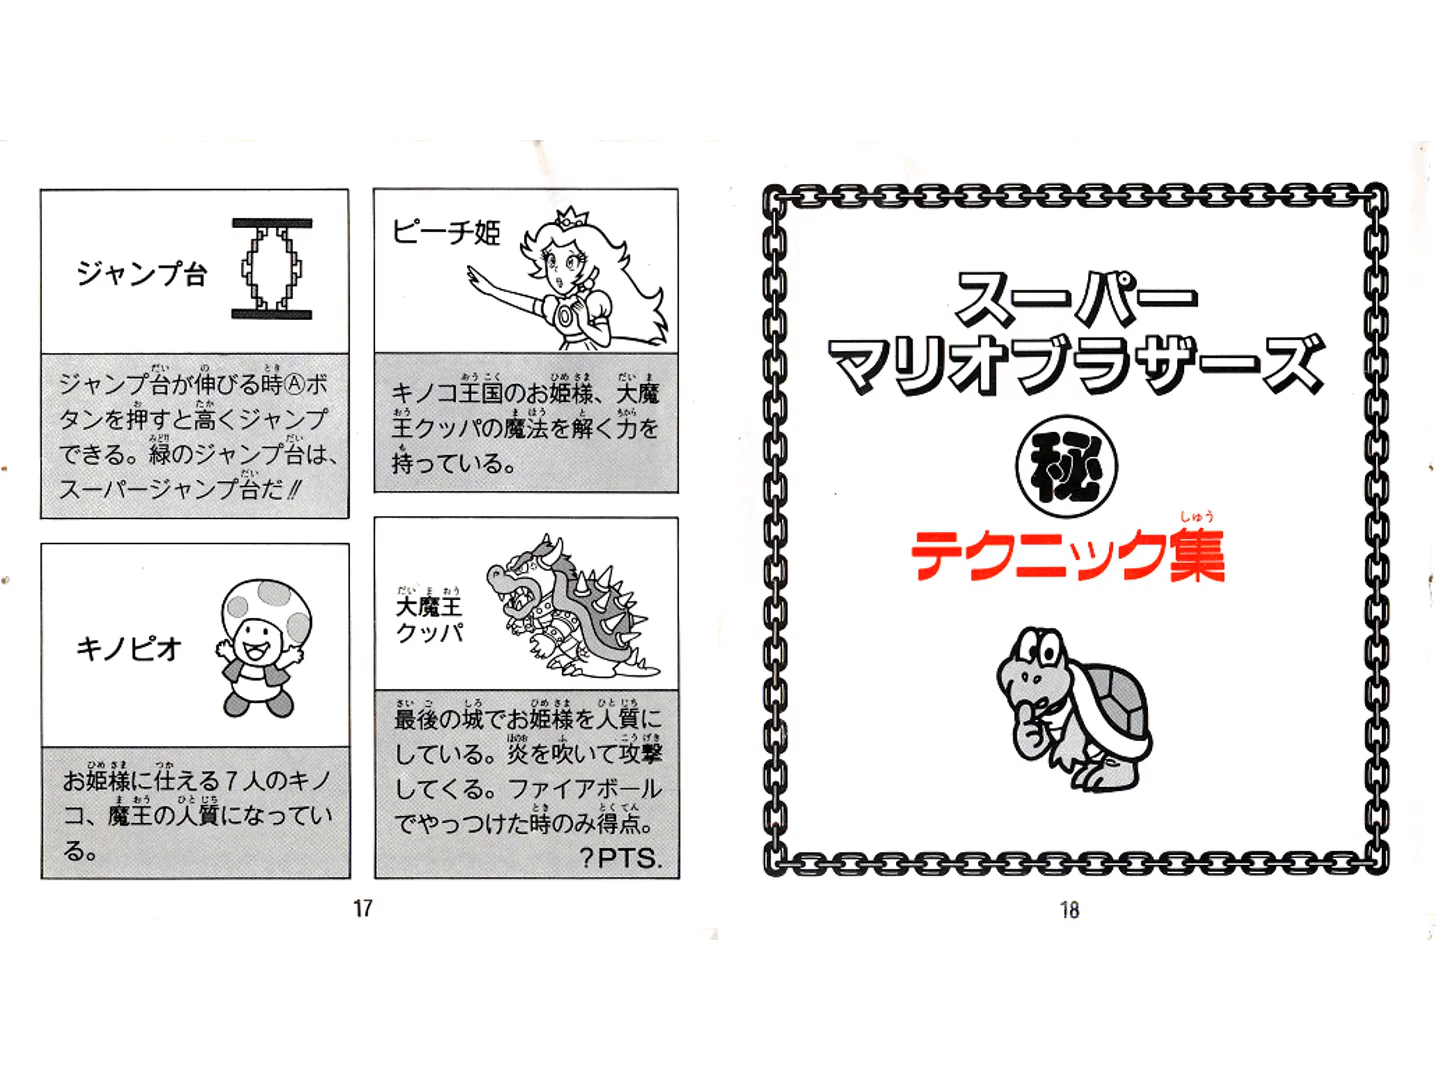 ジャンプ台
ジャンプ台が伸びる時Ⓐボ
タンを押すと高くジャンプ
できる。緑のジャンプ台は、
スーパージャンプ台だ!!
キノピオ
お姫様に仕える7人のキノ
コ、魔王の人質になってい
る。
ピーチ姫
キノコ王国のお姫様、大魔
王クッパの魔法を解く力を
持っている。
大魔王
クッパ
最後の城でお姫様を人質に
している。炎を吹いて攻撃
してくる。ファイアボール
でやっつけた時のみ得点。
?PTS.
17
スーパー
マリオブラザーズ
㊙
テクニック集
18